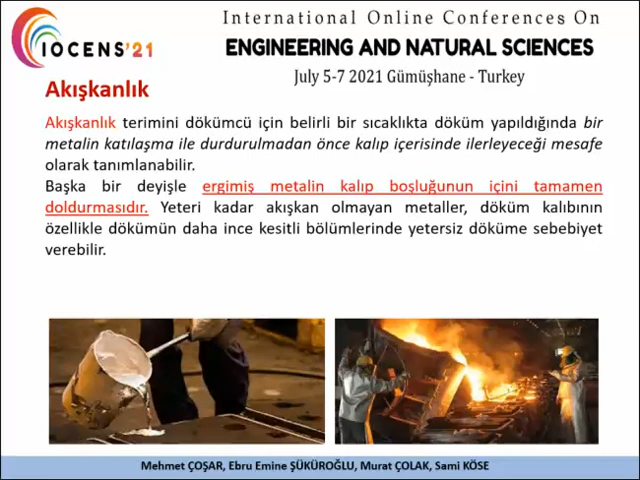 IOCENS'21
International Online Conferences On
ENGINEERING AND NATURAL SCIENCES
July 5-7 2021 Gümüşhane - Turkey
Akışkanlık
Akışkanlık terimini dökümcü için belirli bir sıcaklıkta döküm yapıldığında bir
metalin katılaşma ile durdurulmadan önce kalıp içerisinde ilerleyeceği mesafe
olarak tanımlanabilir.
Başka bir deyişle ergimiş metalin kalıp boşluğunun içini tamamen
doldurmasıdır. Yeteri kadar akışkan olmayan metaller, döküm kalıbının
özellikle dökümün daha ince kesitli bölümlerinde yetersiz döküme sebebiyet
verebilir.
Mehmet ÇOŞAR, Ebru Emine ŞÜKÜROĞLU, Murat ÇOLAK, Sami KÖSE